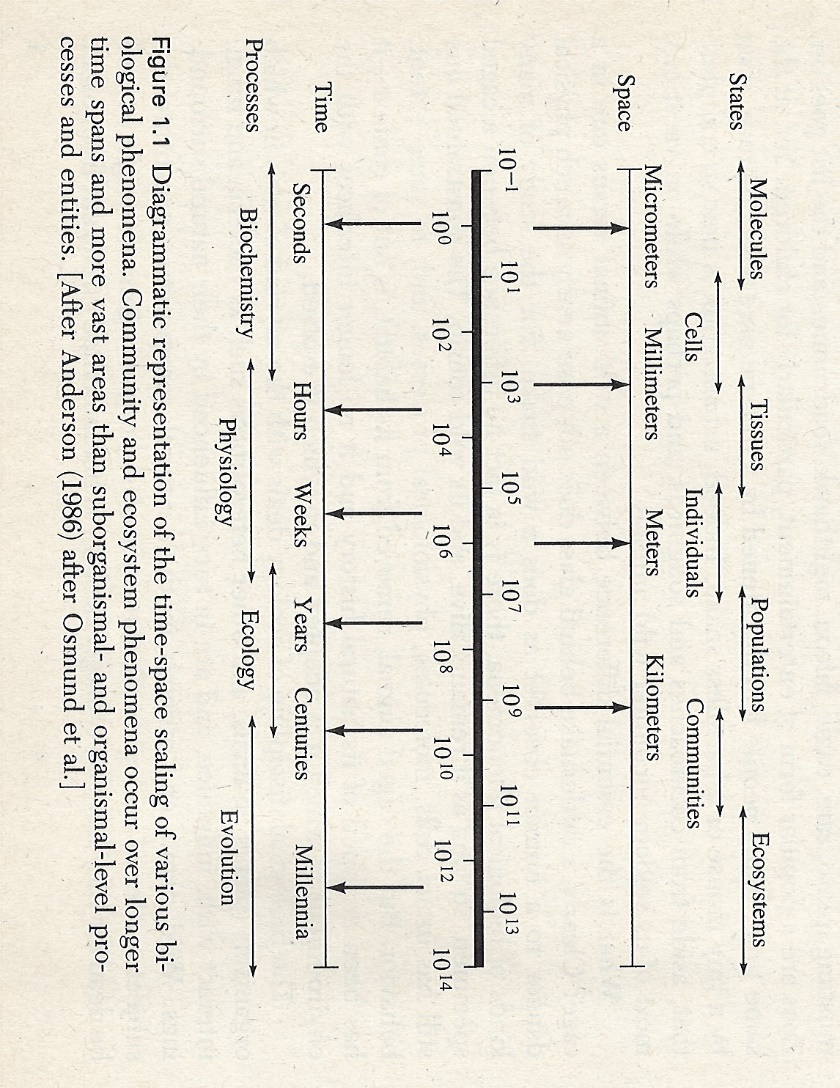 Molecules Tissues Populations Ecosystems
States
Cells Individuals Communities
Micrometers Millimeters Meters Kilometers
Space
10⁻¹ 10¹ 10³ 10⁵ 10⁷ 10⁹ 10¹¹ 10¹³
10⁰ 10² 10⁴ 10⁶ 10⁸ 10¹⁰ 10¹² 10¹⁴
Time
Seconds Hours Weeks Years Centuries Millennia
Processes Biochemistry Ecology
Physiology Evolution
Figure 1.1 Diagrammatic representation of the time-space scaling of various bi-
ological phenomena. Community and ecosystem phenomena occur over longer
time spans and more vast areas than suborganismal- and organismal-level pro-
cesses and entities. [After Anderson (1986) after Osmund et al.]